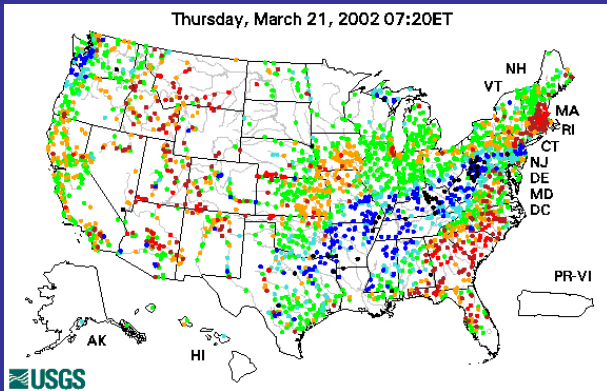 Thursday, March 21, 2002 07:20ET
NH
VT
MA
RI
CT
NJ
DE
MD
DC
PR-VI
AK
HI
USGS